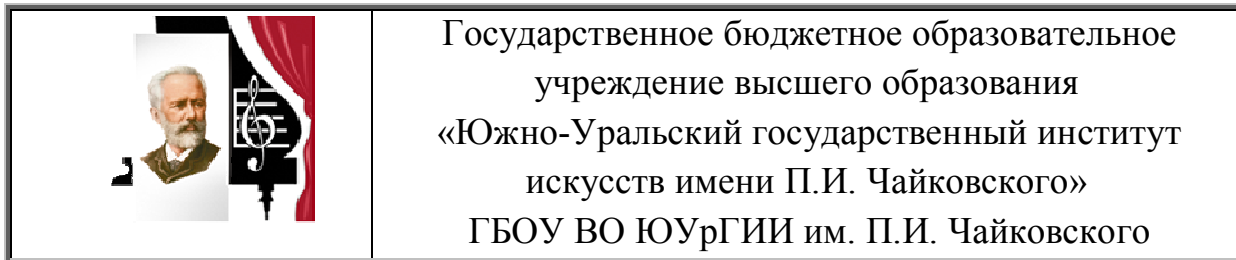 Государственное бюджетное образовательное
учреждение высшего образования
«Южно-Уральский государственный институт
искусств имени П.И. Чайковского»
ГБОУ ВО ЮУрГИИ им. П.И. Чайковского